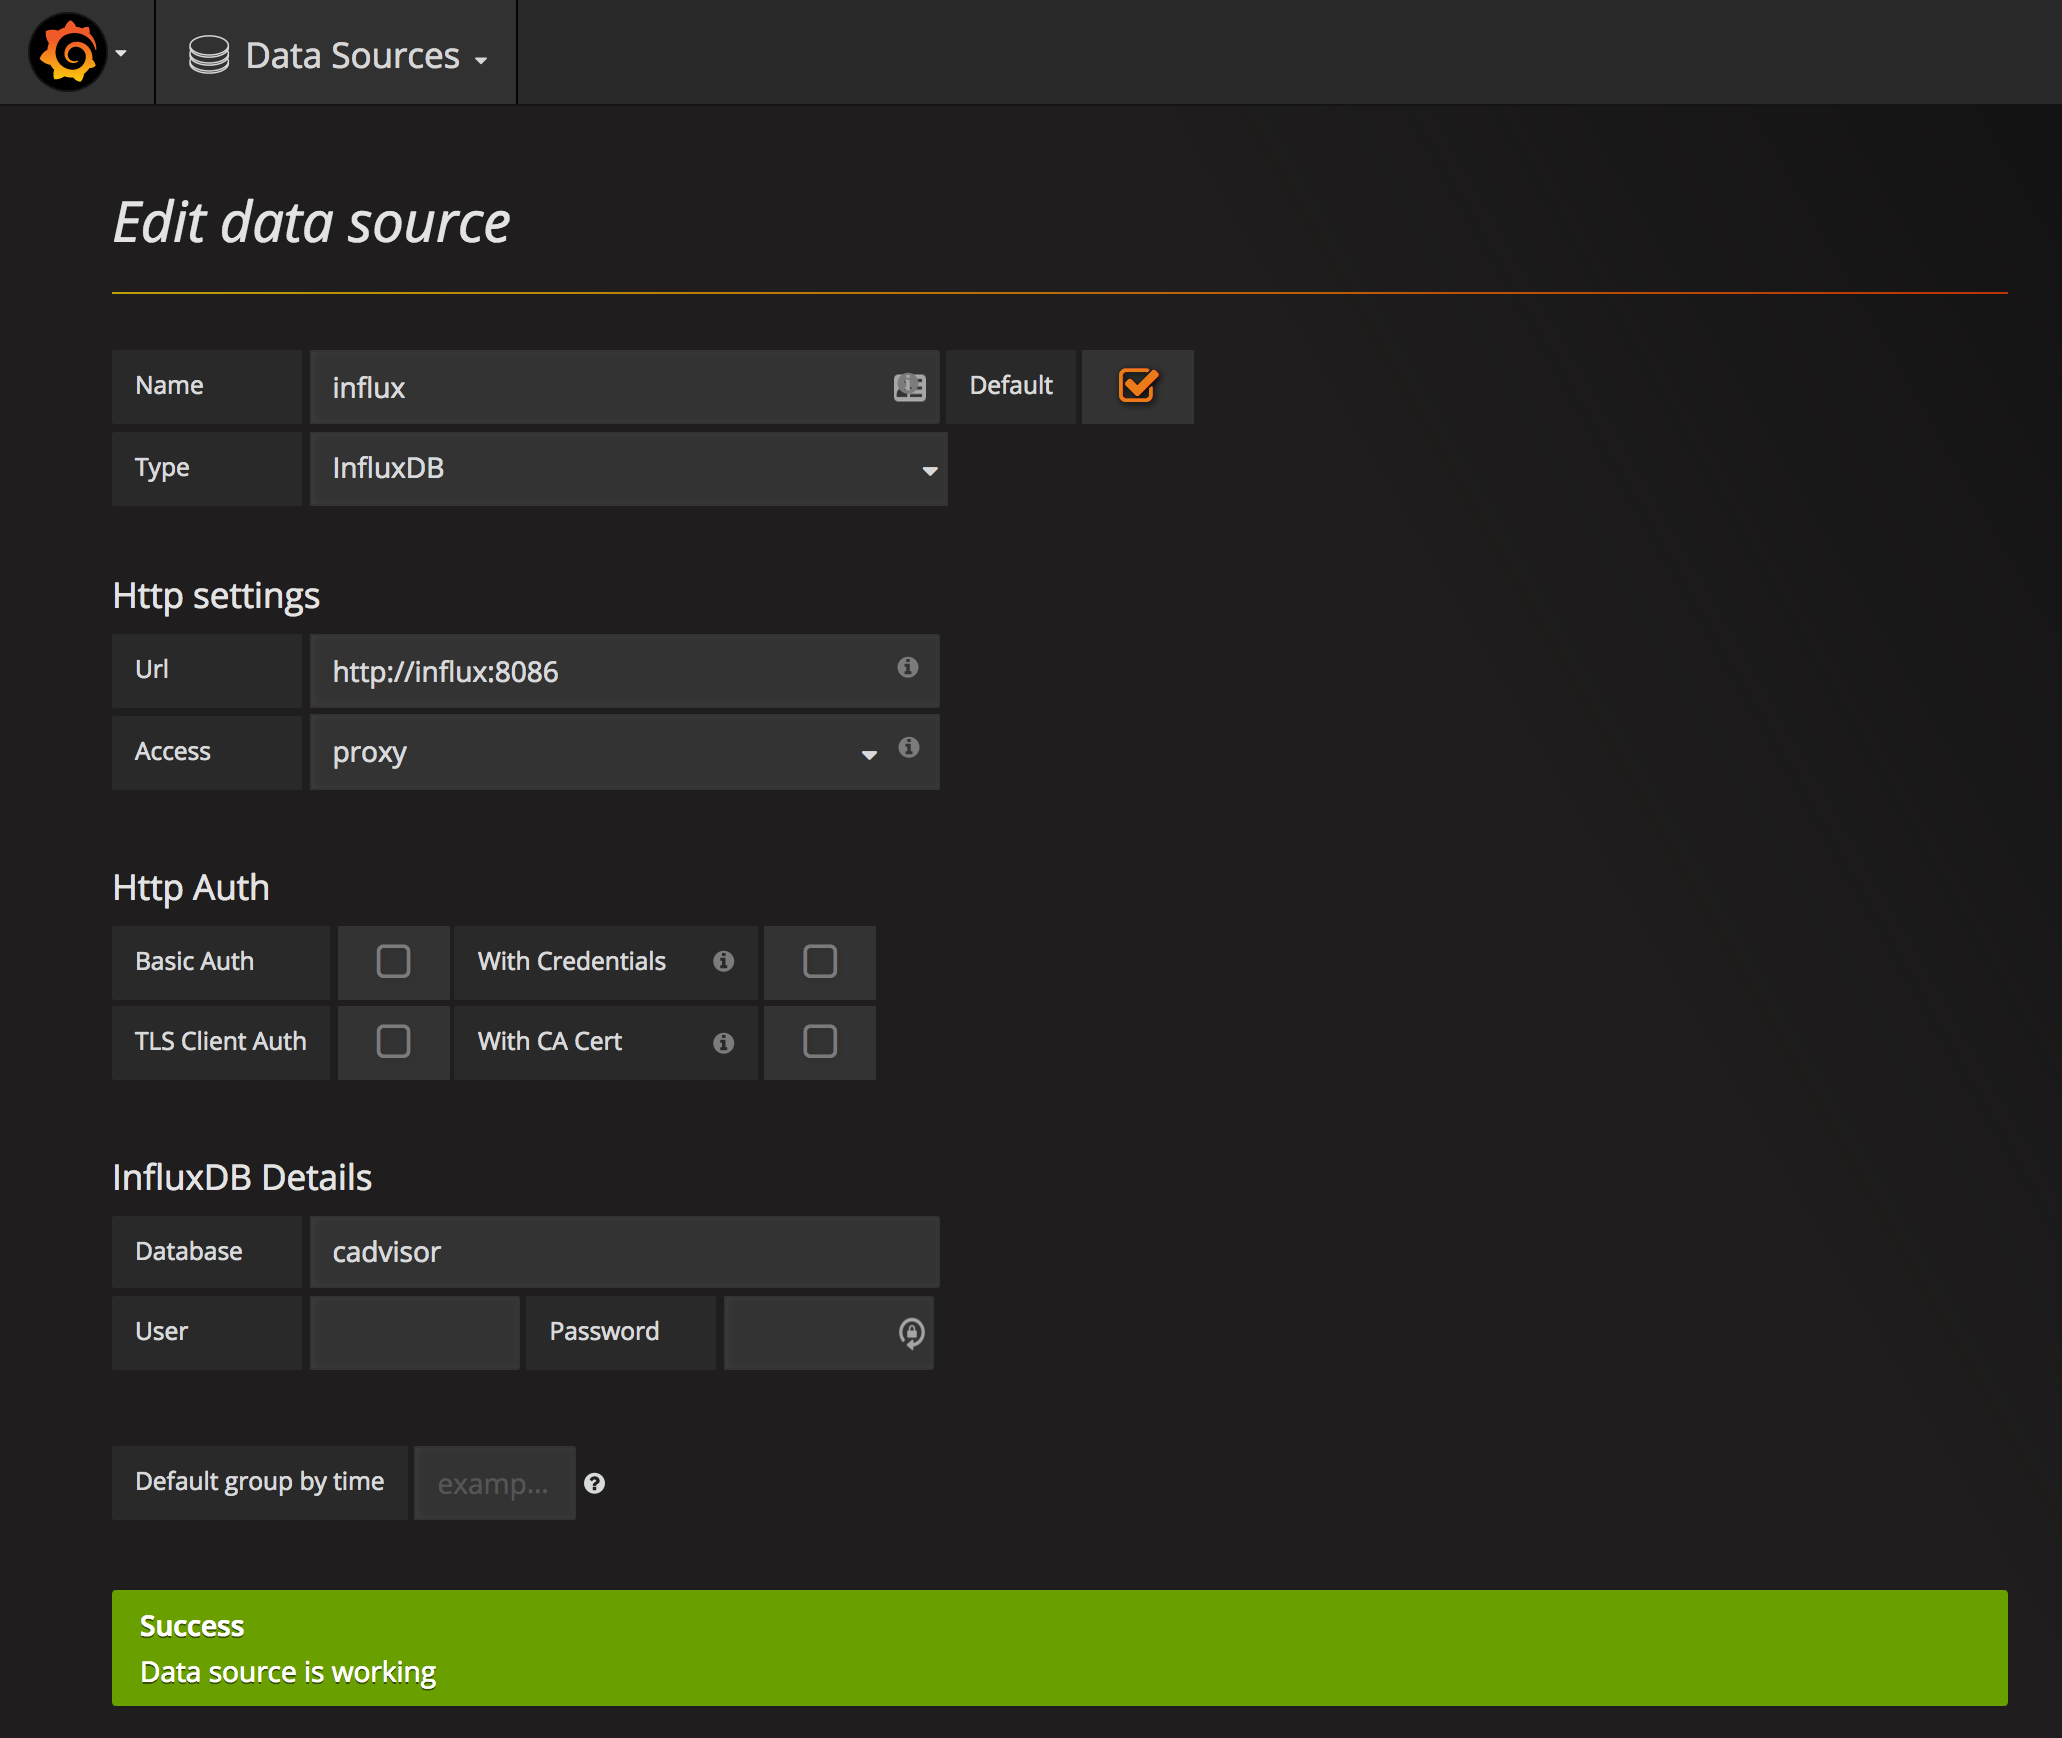 Data Sources
Edit data source
Name influx Default
Type InfluxDB
Http settings
Url http://influx:8086
Access proxy
Http Auth
Basic Auth With Credentials
TLS Client Auth With CA Cert
InfluxDB Details
Database cadvisor
User Password
Default group by time examp...
Success
Data source is working